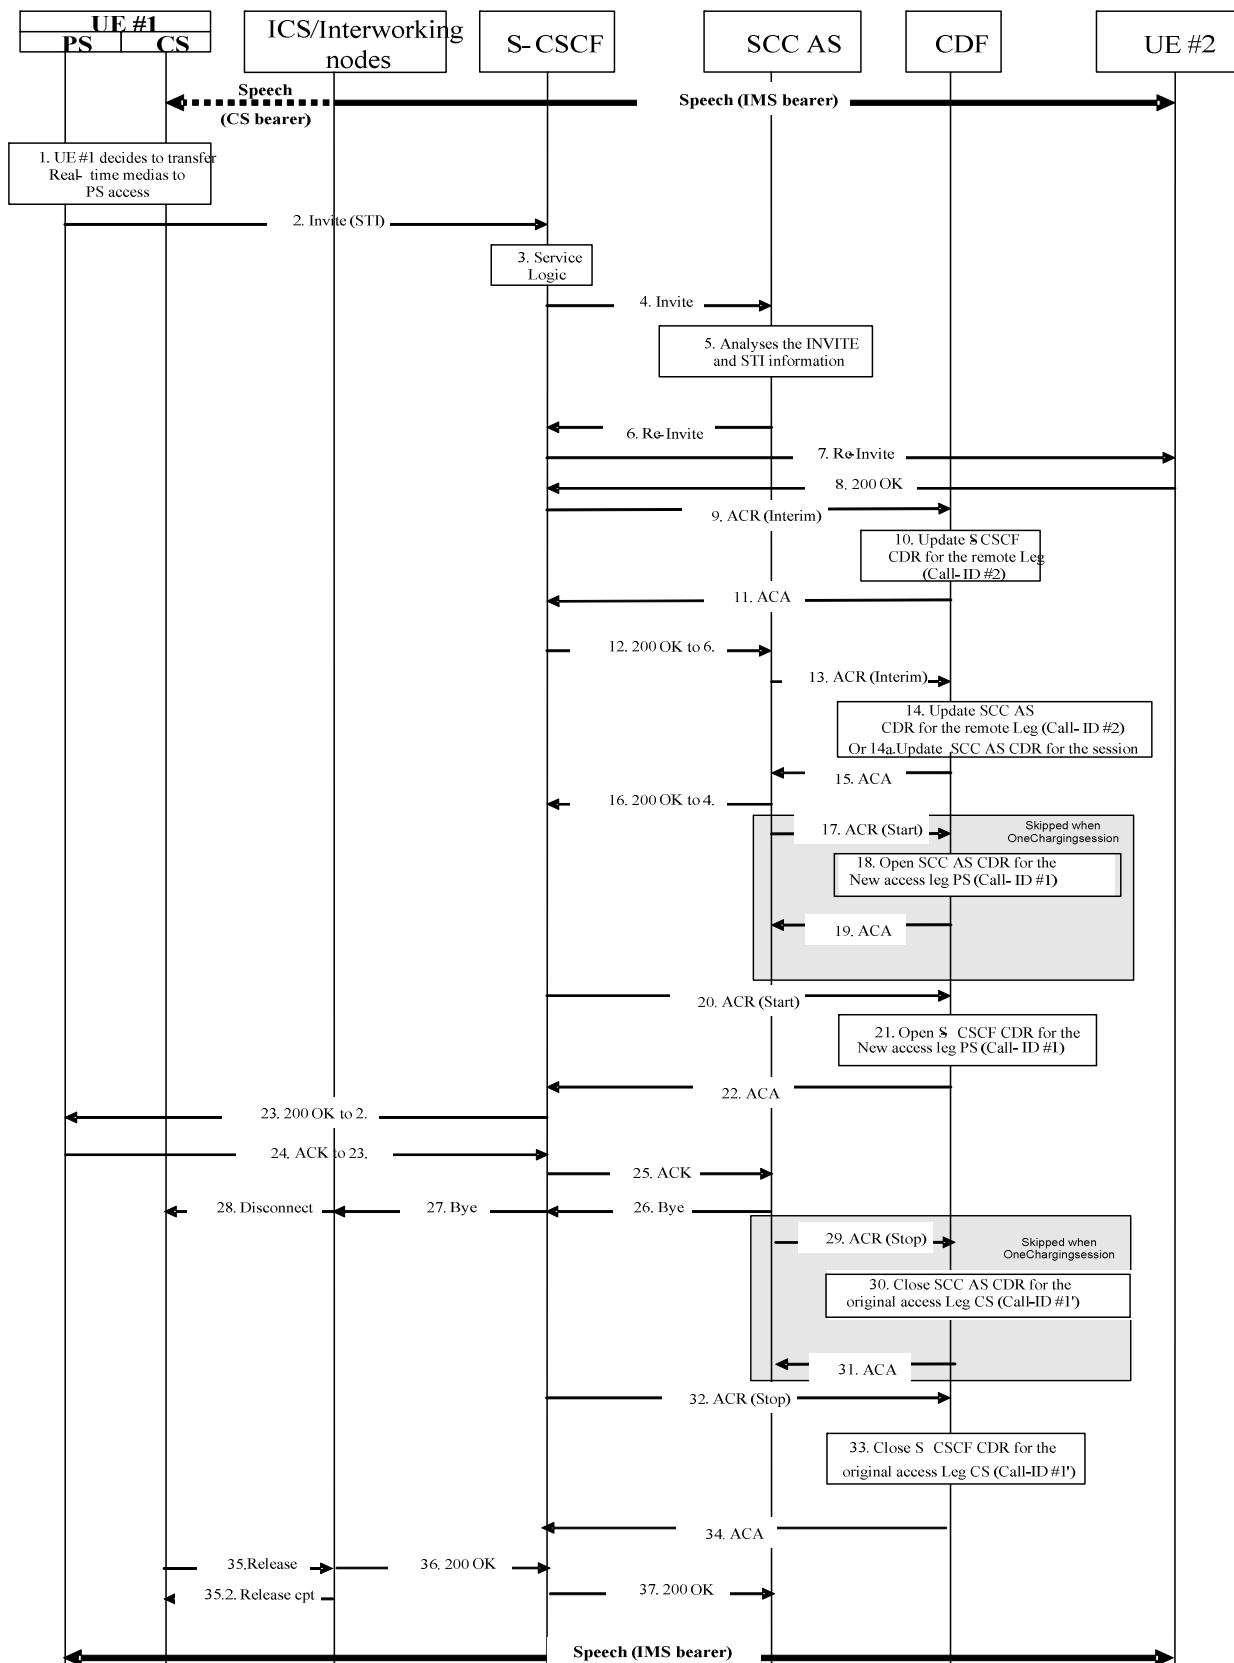 UE #1
PS
CS
ICS/Interworking
nodes
S- CSCF
SCC AS
CDF
UE #2
Speech
(CS bearer)
Speech (IMS bearer)
1. UE #1 decides to transfer
Real- time medias to
PS access
2. Invite (STI)
3. Service
Logic
4. Invite
5. Analyses the INVITE
and STI information
6. Re-Invite
7. Re-Invite
8. 200 OK
9. ACR (Interim)
10. Update S CSCF
CDR for the remote Leg
(Call- ID #2)
11. ACA
12. 200 OK to 6.
13. ACR (Interim)
14. Update SCC AS
CDR for the remote Leg (Call- ID #2)
Or 14a.Update SCC AS CDR for the session
15. ACA
16. 200 OK to 4.
17. ACR (Start)
Skipped when
OneChargingsession
18. Open SCC AS CDR for the
New access leg PS (Call- ID #1)
19. ACA
20. ACR (Start)
21. Open S CSCF CDR for the
New access leg PS (Call- ID #1)
22. ACA
23. 200 OK to 2.
24. ACK to 23.
25. ACK
28. Disconnect
27. Bye
26. Bye
29. ACR (Stop)
Skipped when
OneChargingsession
30. Close SCC AS CDR for the
original access Leg CS (Call-ID #1')
31. ACA
32. ACR (Stop)
33. Close S CSCF CDR for the
original access Leg CS (Call-ID #1')
34. ACA
35.Release
36. 200 OK
35.2. Release cpt
37. 200 OK
Speech (IMS bearer)